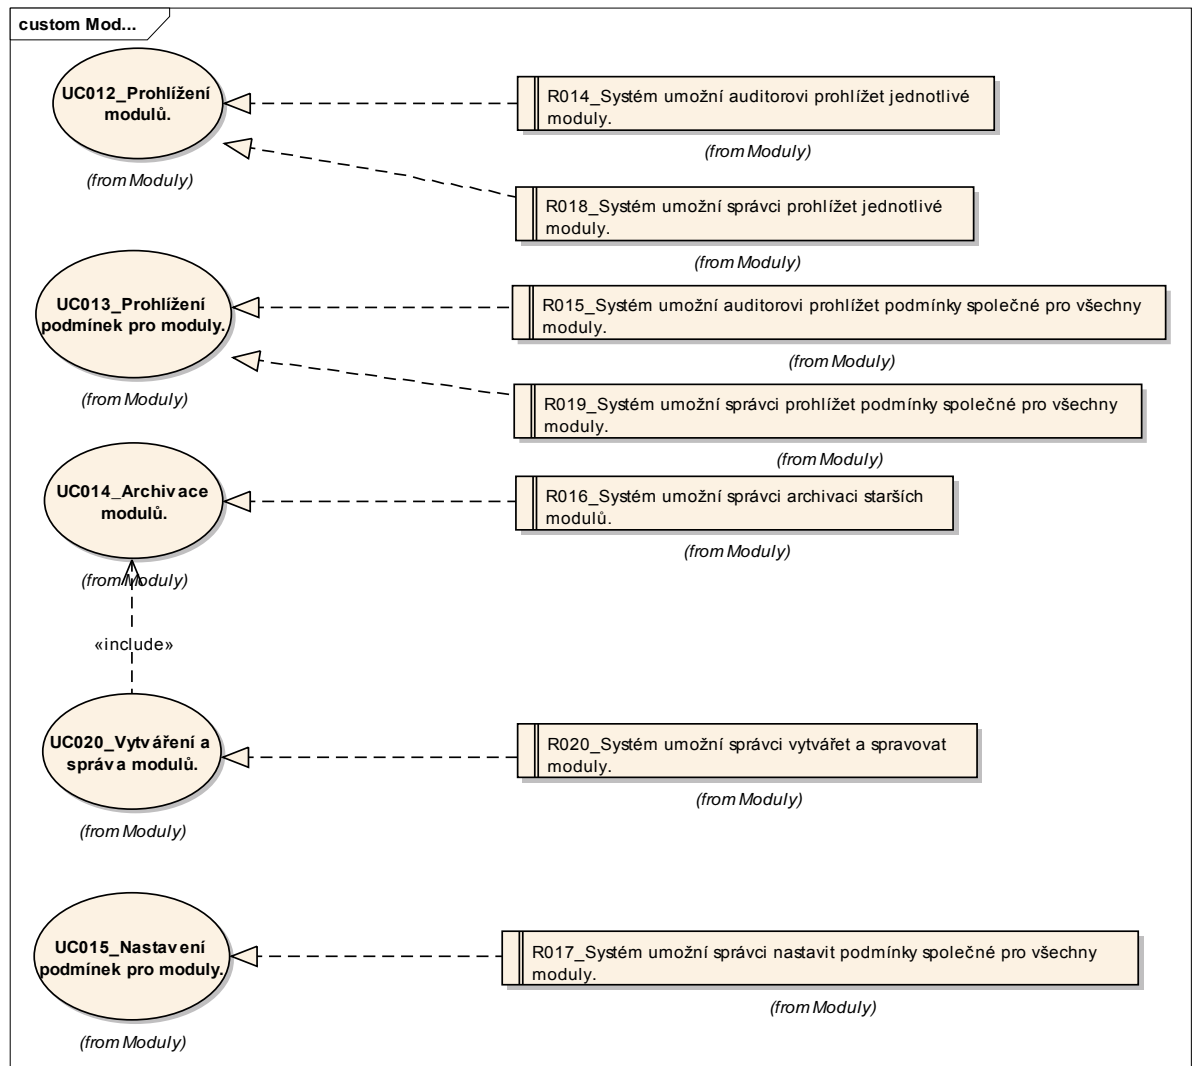 custom Mod...
UC012_Prohlížení
modulů.
(from Moduly)
R014_Systém umožní auditorovi prohlížet jednotlivé
moduly.
(from Moduly)
R018_Systém umožní správci prohlížet jednotlivé
moduly.
(from Moduly)
UC013_Prohlížení
podmínek pro moduly.
(from Moduly)
R015_Systém umožní auditorovi prohlížet podmínky společné pro všechny
moduly.
(from Moduly)
R019_Systém umožní správci prohlížet podmínky společné pro všechny
moduly.
(from Moduly)
UC014_Archivace
modulů.
(from Moduly)
R016_Systém umožní správci archivaci starších
modulů.
(from Moduly)
«include»
UC020_Vytváření a
správa modulů.
(from Moduly)
R020_Systém umožní správci vytvářet a spravovat
moduly.
(from Moduly)
UC015_Nastavení
podmínek pro moduly.
(from Moduly)
R017_Systém umožní správci nastavit podmínky společné pro všechny
moduly.
(from Moduly)